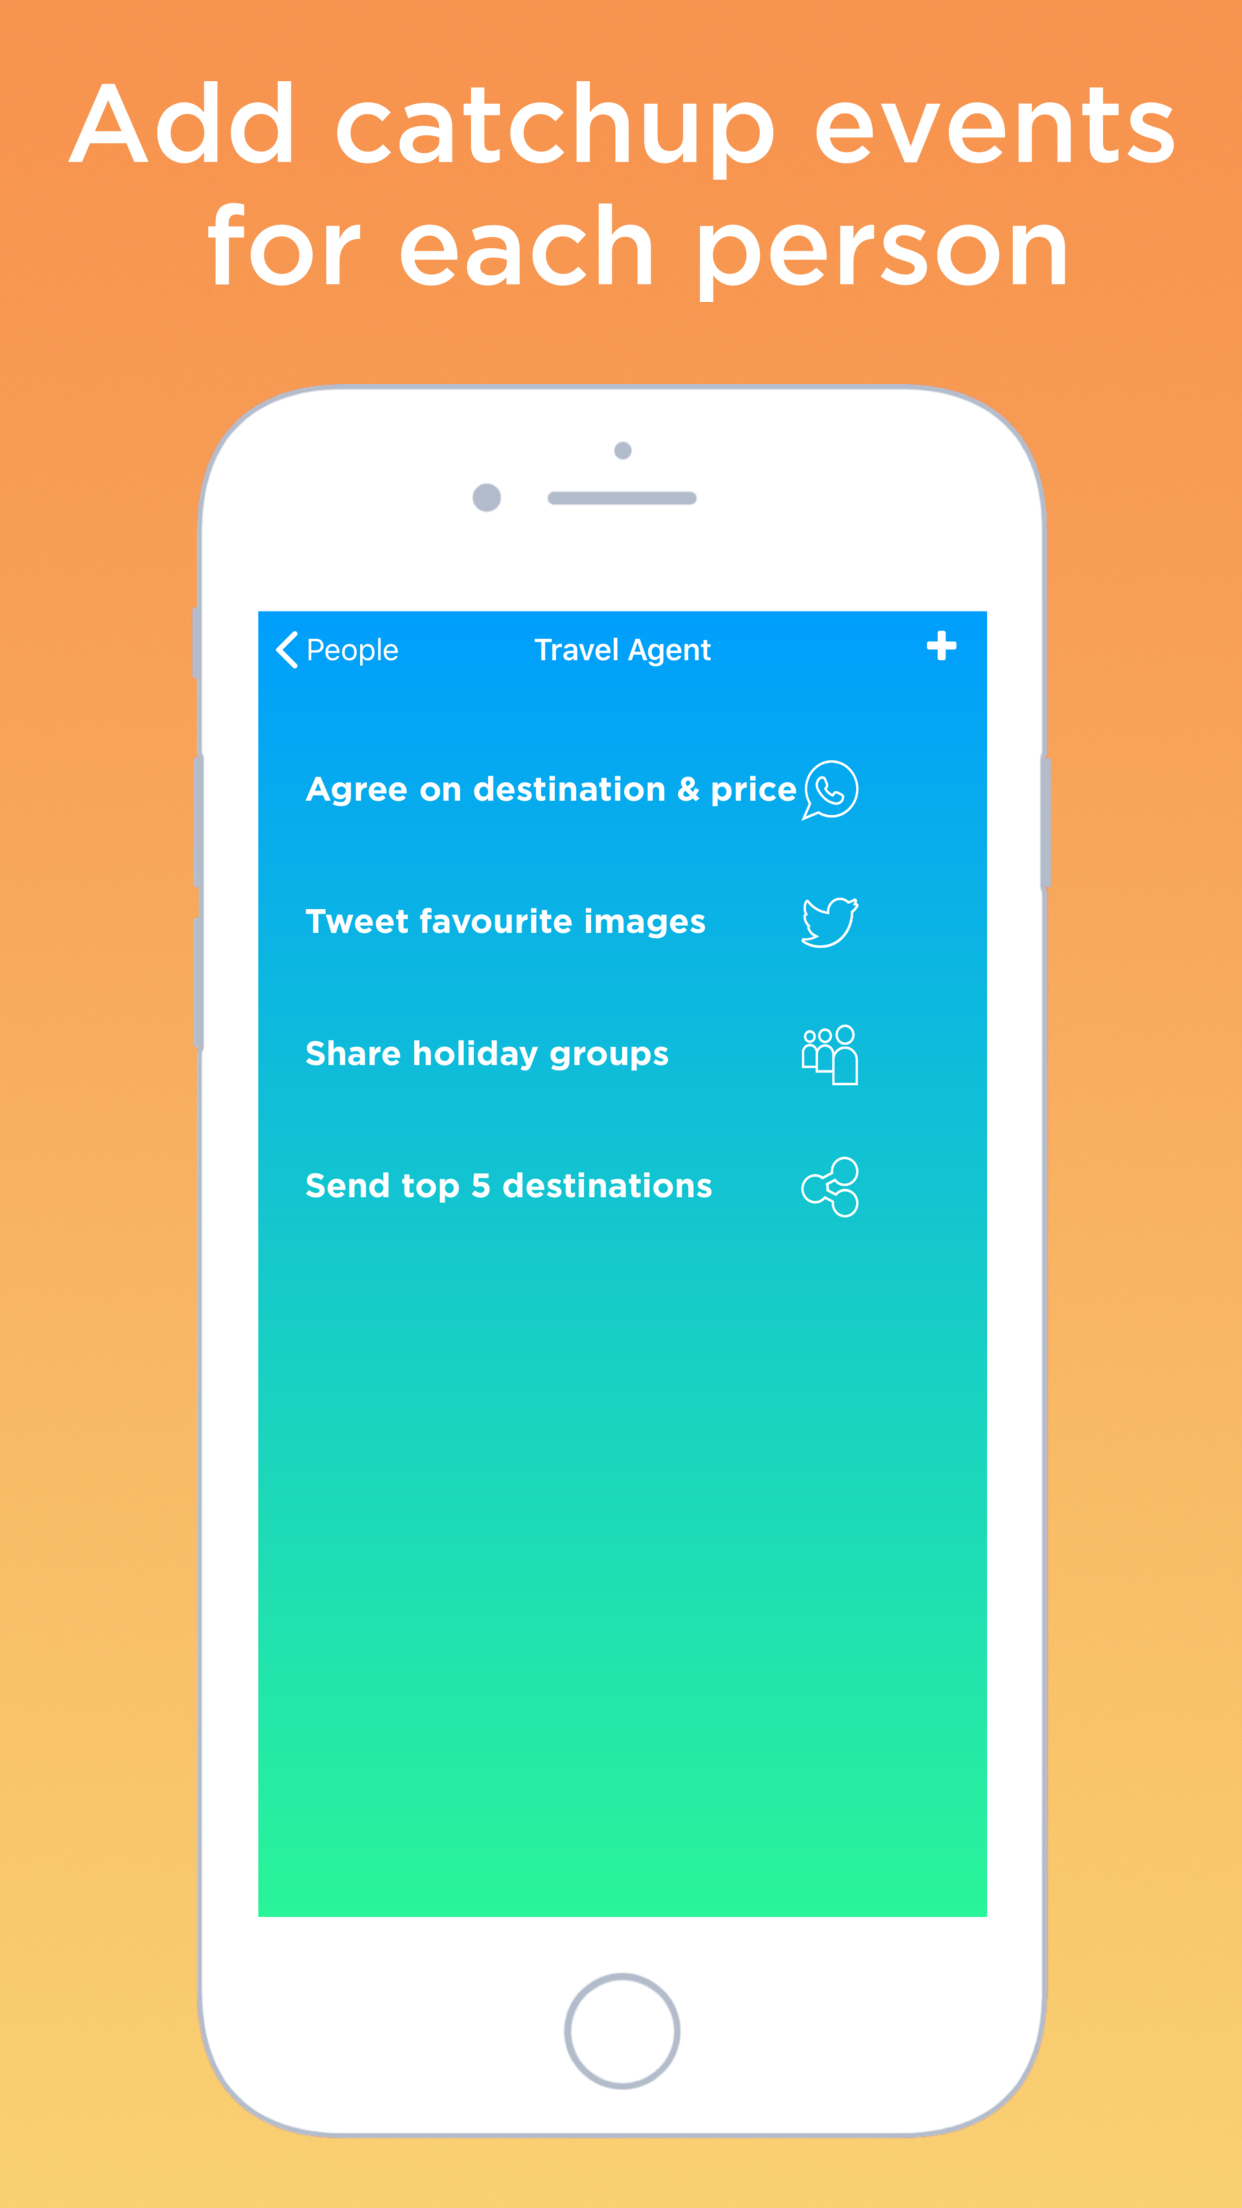 Add catchup events
for each person
People
Travel Agent
Agree on destination & price
Tweet favourite images
Share holiday groups
Send top 5 destinations